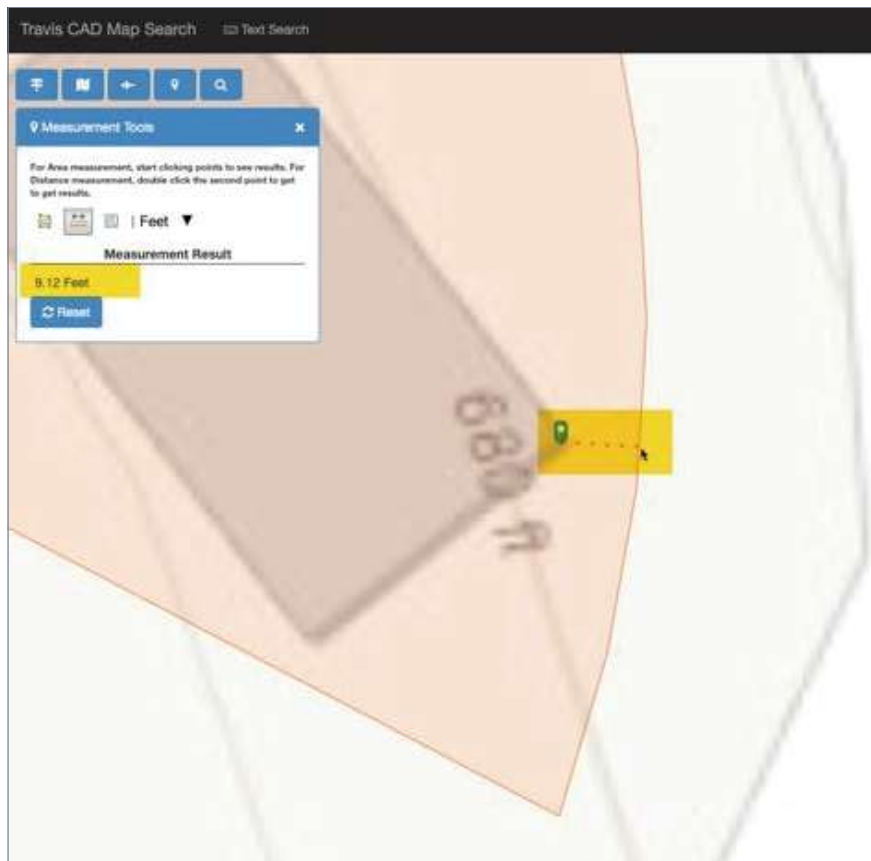 Travis CAD Map Search Text Search
Measurement Tools
For Area measurement, start clicking points to see results. For
Distance measurement, double click the second point to get
to get results.
| Feet ▼
Measurement Result
9.12 Feet
Reset
680 ft